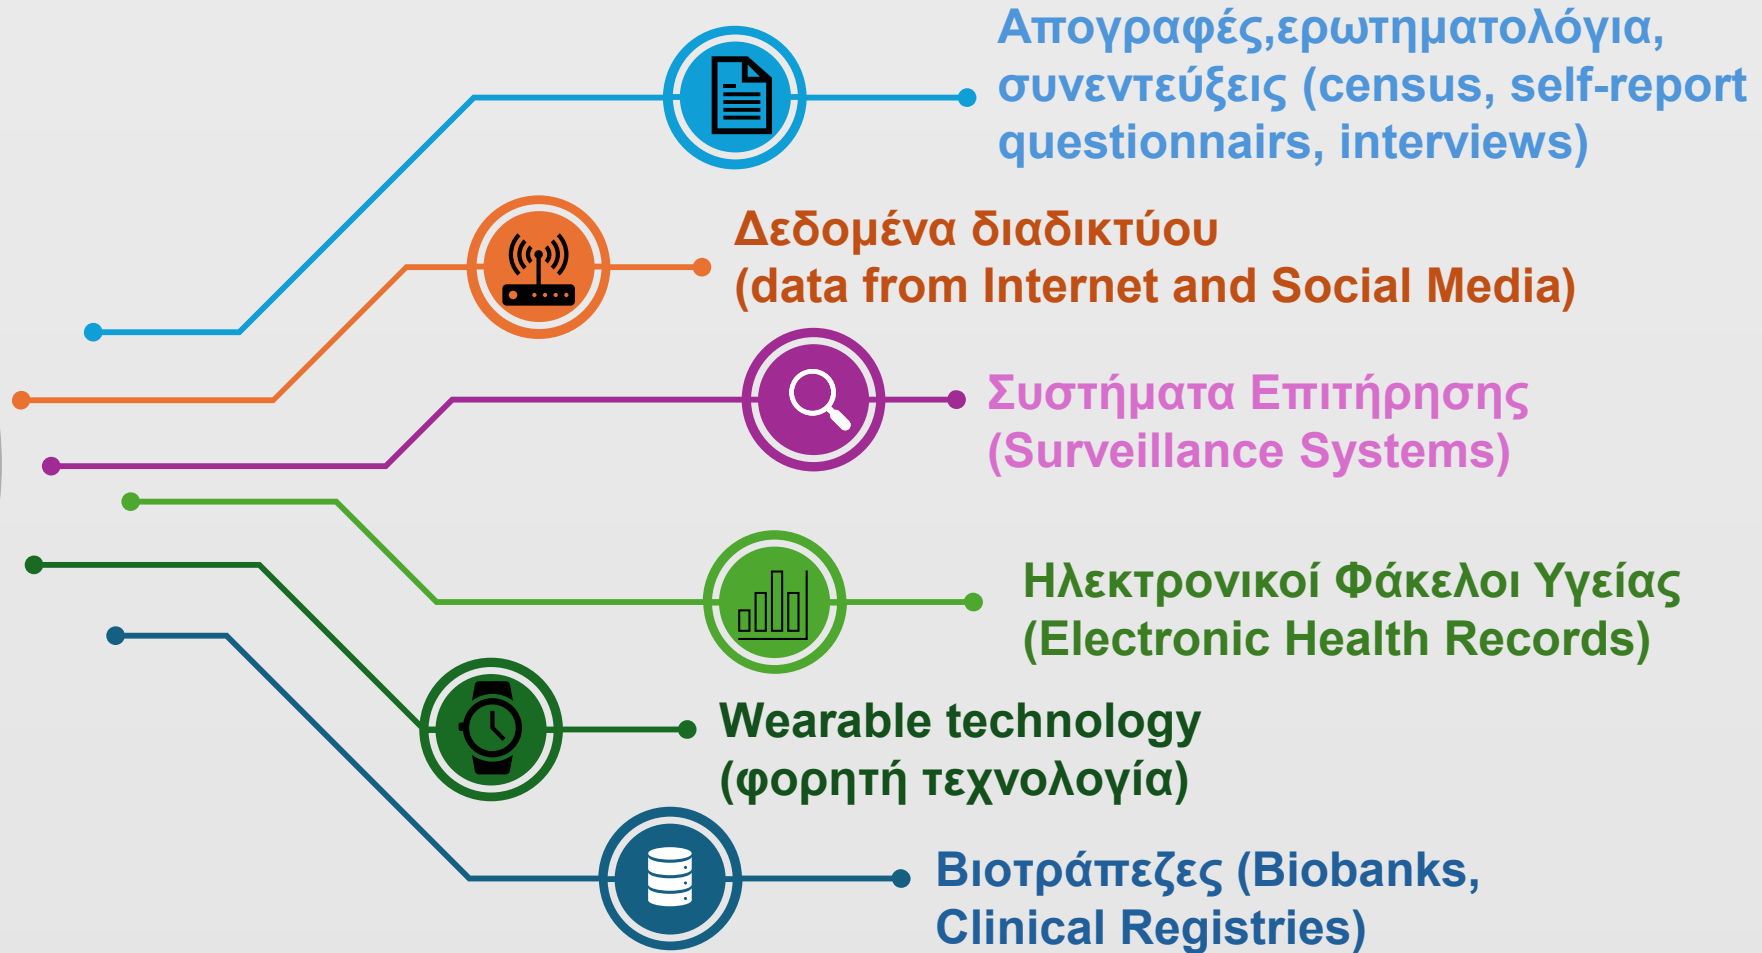 Απογραφές,ερωτηματολόγια,
συνεντεύξεις (census, self-report
questionnairs, interviews)
Δεδομένα διαδικτύου
(data from Internet and Social Media)
Συστήματα Επιτήρησης
(Surveillance Systems)
Ηλεκτρονικοί Φάκελοι Υγείας
(Electronic Health Records)
Wearable technology
(φορητή τεχνολογία)
Βιοτράπεζες (Biobanks,
Clinical Registries)